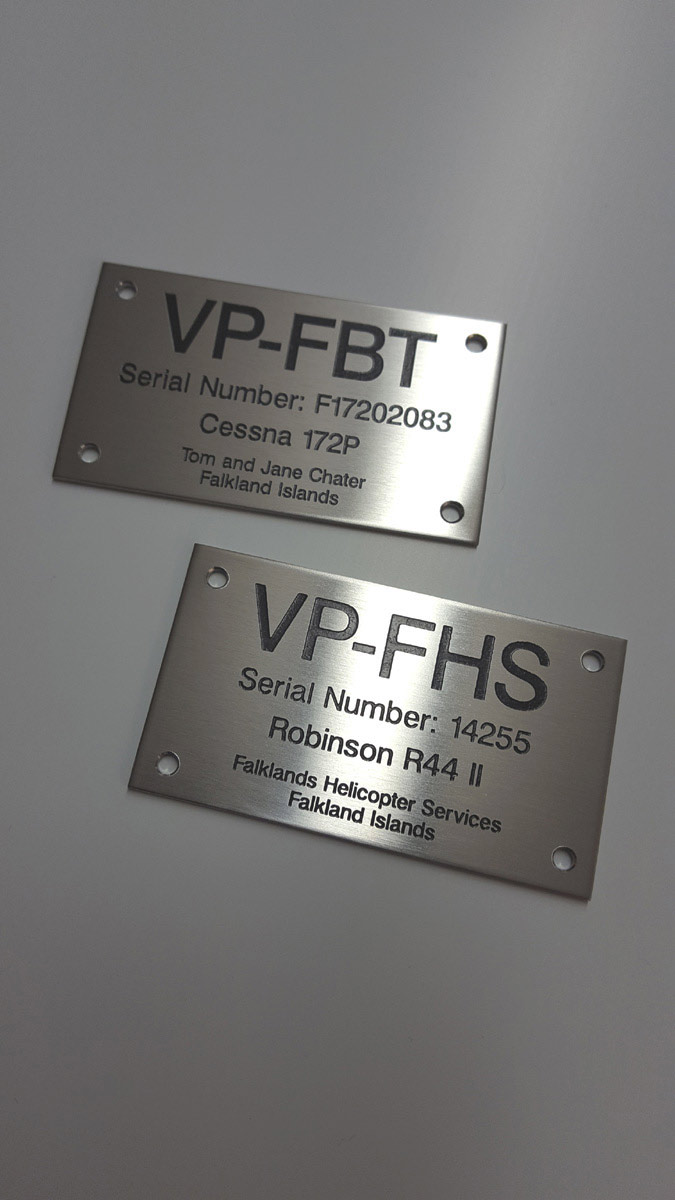 VP-FBT
Serial Number: F17202083
Cessna 172P
Tom and Jane Chater
Falkland Islands
VP-FHS
Serial Number: 14255
Robinson R44 II
Falklands Helicopter Services
Falkland Islands